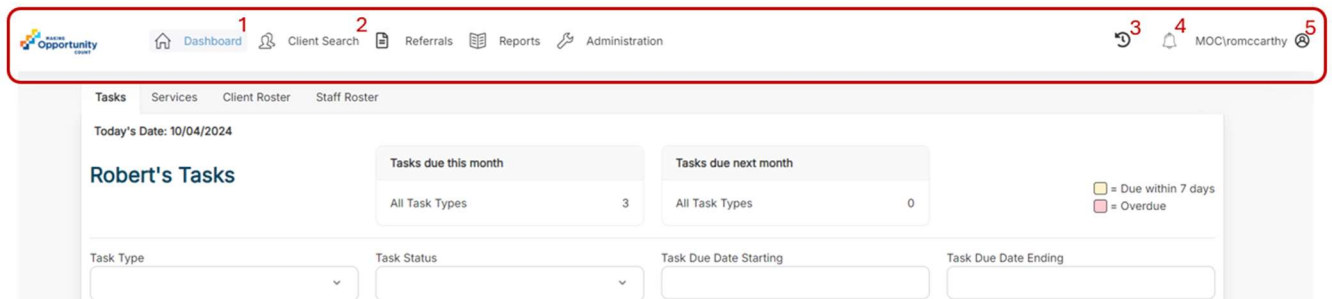 1 2 3 4 5
MAKING
Opportunity
COUNT
Dashboard Client Search Referrals Reports Administration MOC\romccarthy
Tasks Services Client Roster Staff Roster
Today's Date: 10/04/2024
Robert's Tasks
Tasks due this month Tasks due next month
All Task Types 3 All Task Types 0
= Due within 7 days
= Overdue
Task Type Task Status Task Due Date Starting Task Due Date Ending